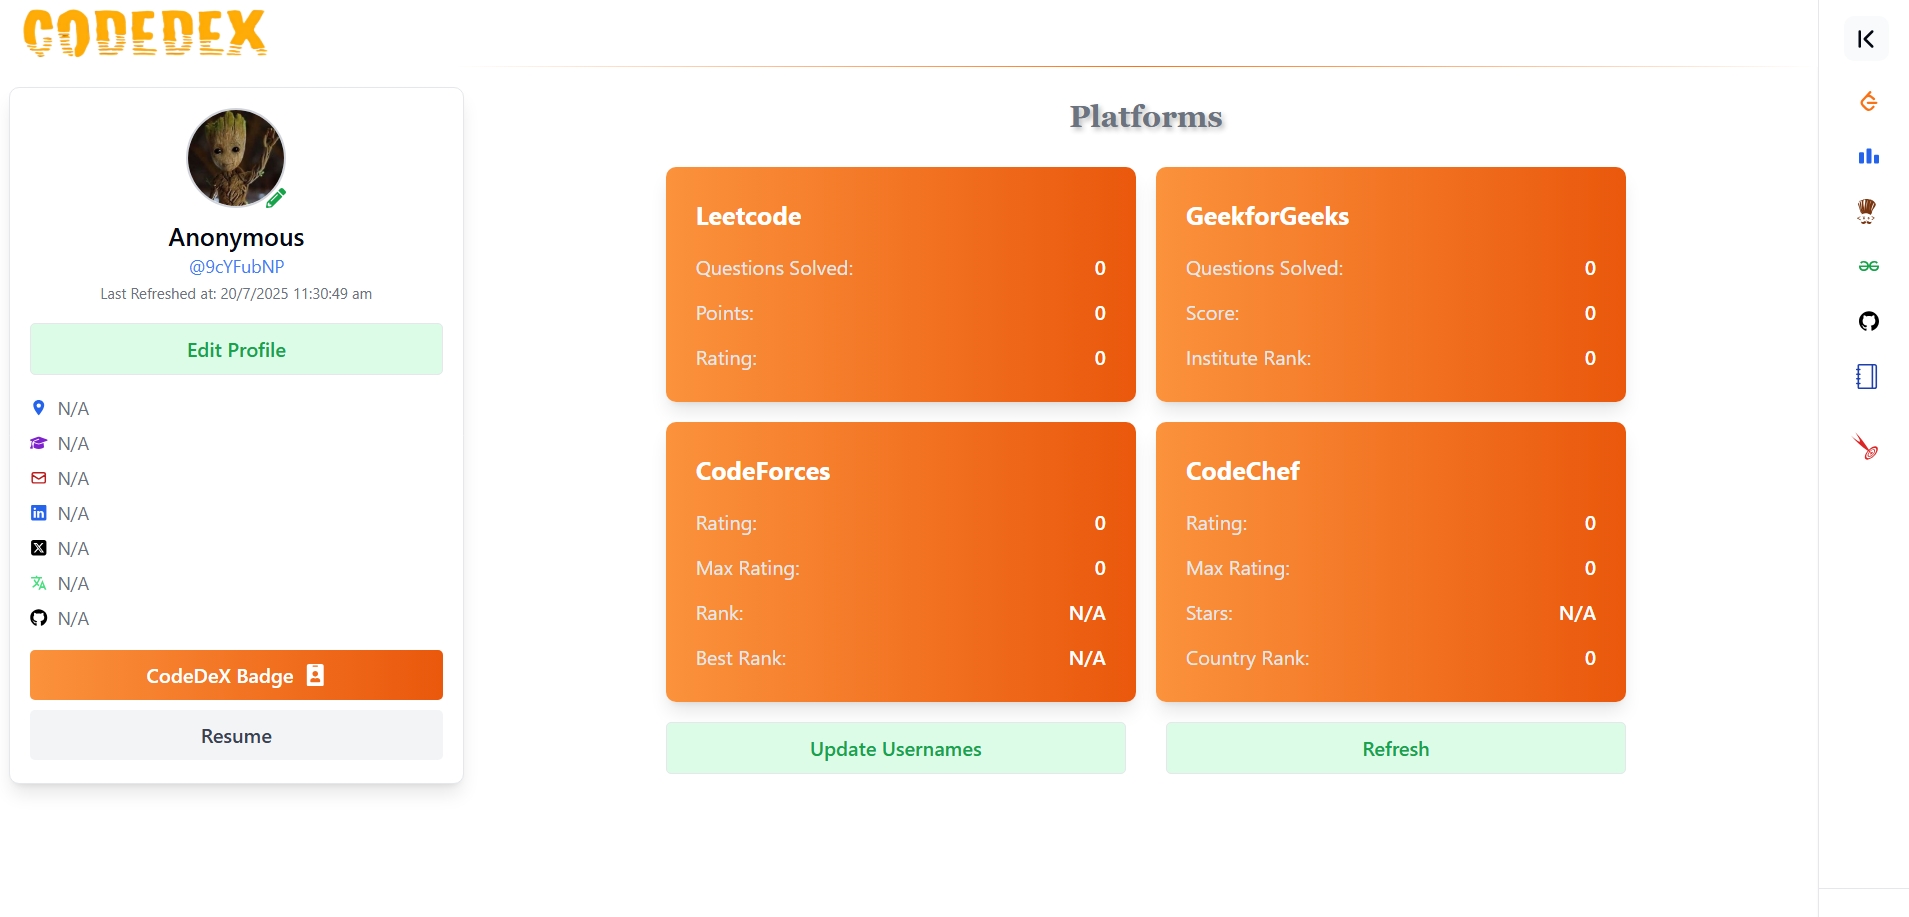 CODEDEX
Anonymous
@9cYFubNP
Last Refreshed at: 20/7/2025 11:30:49 am
Edit Profile
N/A
N/A
N/A
N/A
N/A
N/A
N/A
CodeDeX Badge
Resume
Platforms
Leetcode
Questions Solved: 0
Points: 0
Rating: 0
GeekforGeeks
Questions Solved: 0
Score: 0
Institute Rank: 0
CodeForces
Rating: 0
Max Rating: 0
Rank: N/A
Best Rank: N/A
CodeChef
Rating: 0
Max Rating: 0
Stars: N/A
Country Rank: 0
Update Usernames
Refresh